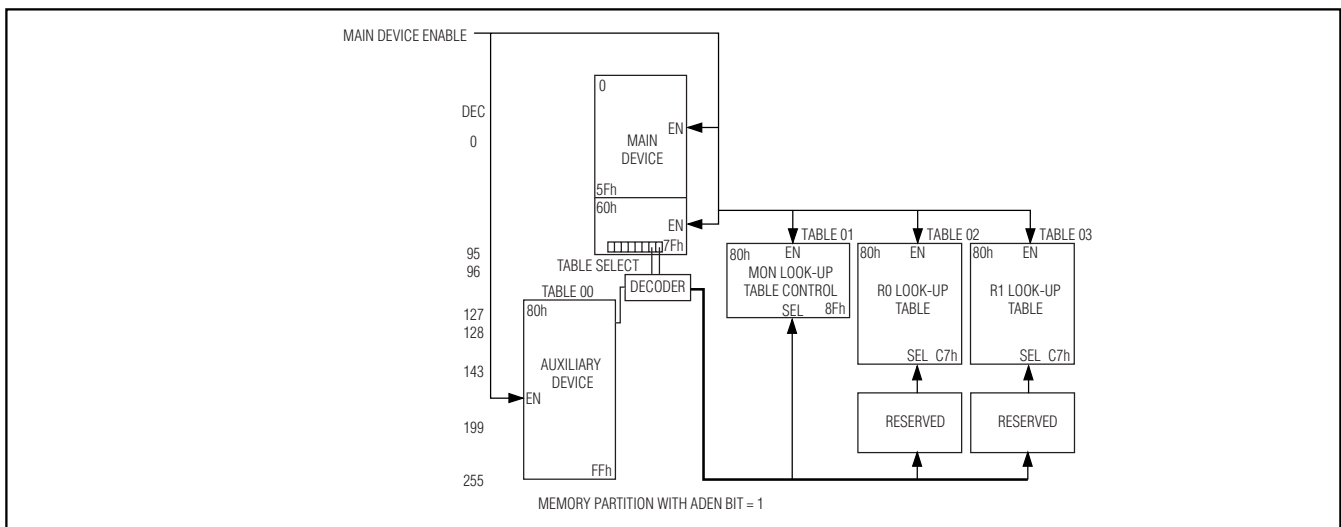 MAIN DEVICE ENABLE
DEC
0
95
96
127
128
143
199
255
0
EN
MAIN
DEVICE
5Fh
60h
EN
7Fh
TABLE SELECT
DECODER
TABLE 00
80h
AUXILIARY
DEVICE
EN
FFh
TABLE 01
80h EN
MON LOOK-UP
TABLE CONTROL
SEL 8Fh
TABLE 02
80h EN
R0 LOOK-UP
TABLE
SEL C7h
RESERVED
TABLE 03
80h EN
R1 LOOK-UP
TABLE
SEL C7h
RESERVED
MEMORY PARTITION WITH ADEN BIT = 1